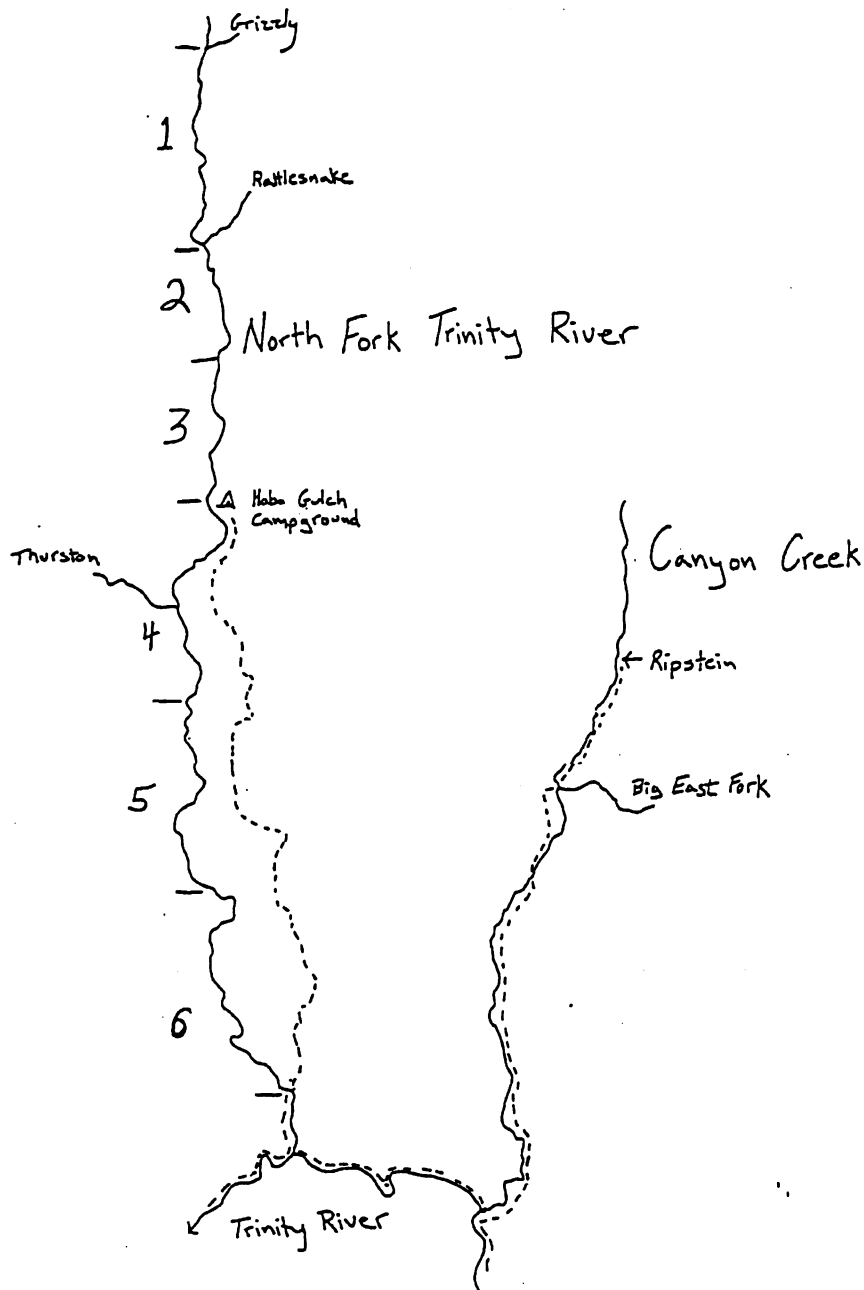 Grizzly
1
Rattlesnake
2
North Fork Trinity River
3
Hobo Gulch
Campground
Canyon Creek
Thurston
4
Ripstein
5
Big East Fork
6
Trinity River